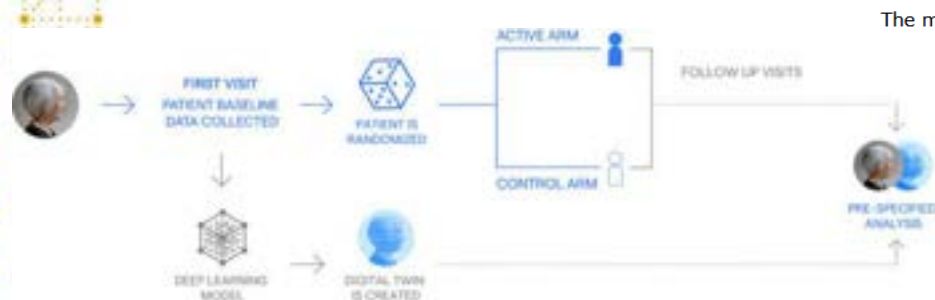 The m
ACTIVE ARM
FOLLOW UP VISITS
FIRST VISIT
PATIENT BASELINE
DATA COLLECTED
PATIENT IS
RANDOMIZED
CONTROL ARM
PRE-SPECIFIED
ANALYSIS
DEEP LEARNING
MODEL
DIGITAL TWIN
IS CREATED